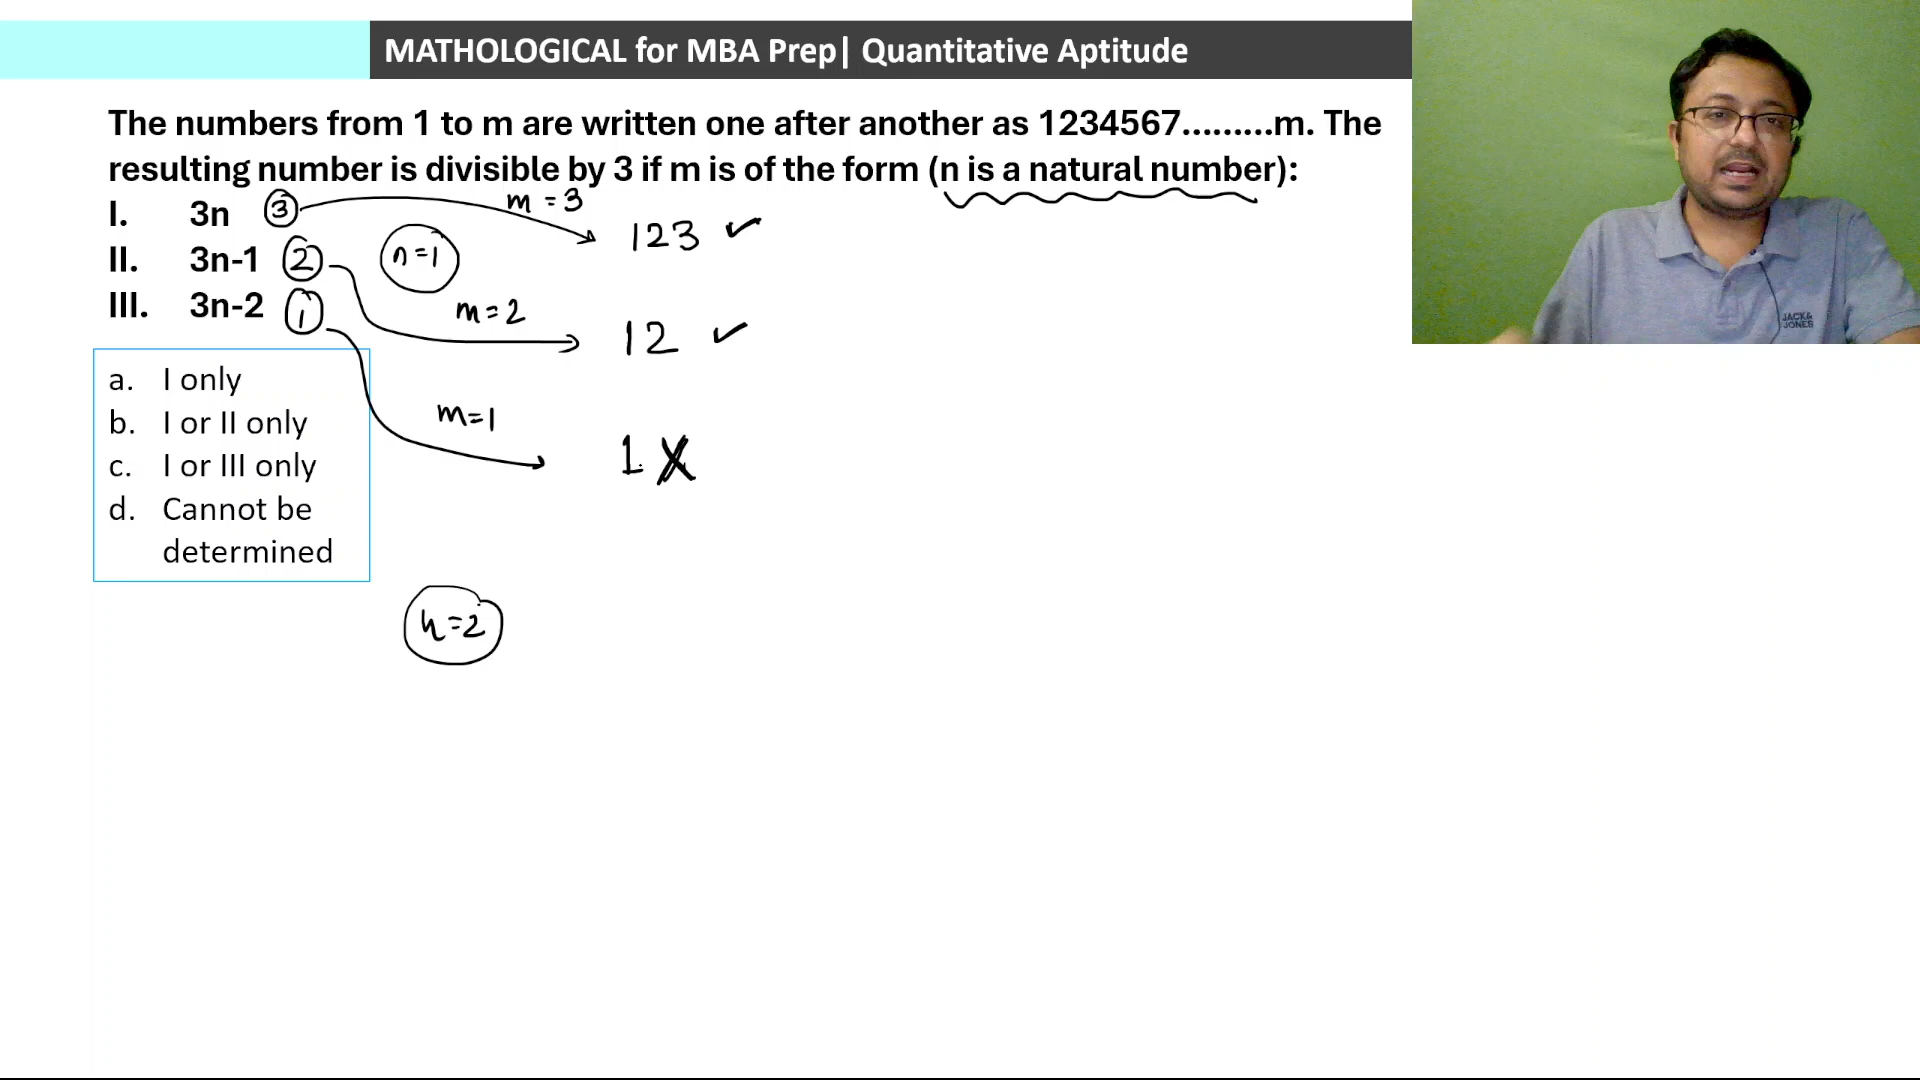 MATHOLOGICAL for MBA Prep| Quantitative Aptitude
The numbers from 1 to m are written one after another as 1234567.........m. The
resulting number is divisible by 3 if m is of the form (n is a natural number):
I. 3n 3 m = 3 123 ✓
II. 3n-1 2 n=1
m=2 12 ✓
III. 3n-2 1
a. I only
b. I or II only
m=1 1 X
c. I or III only
d. Cannot be
determined
n=2
JACK&
JONES